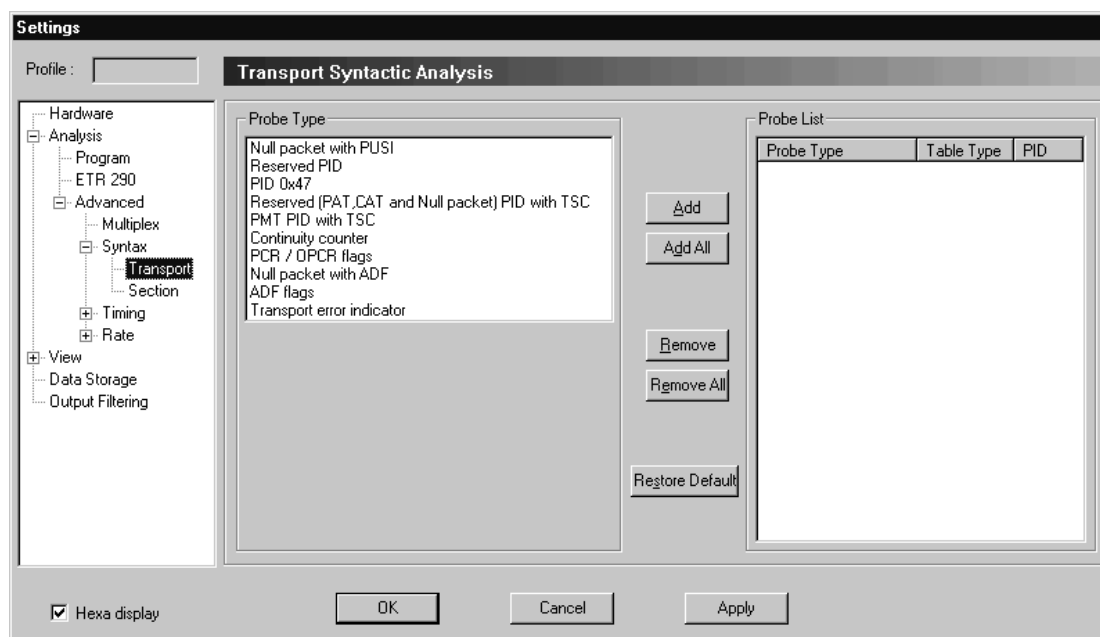 Settings
Profile :
Transport Syntactic Analysis
Hardware
Analysis
Program
ETR 290
Advanced
Multiplex
Syntax
Transport
Section
Timing
Rate
View
Data Storage
Output Filtering
Probe Type
Null packet with PUSI
Reserved PID
PID 0x47
Reserved (PAT,CAT and Null packet) PID with TSC
PMT PID with TSC
Continuity counter
PCR / OPCR flags
Null packet with ADF
ADF flags
Transport error indicator
Add
Add All
Remove
Remove All
Restore Default
Probe List
Probe Type Table Type PID
Hexa display
OK
Cancel
Apply